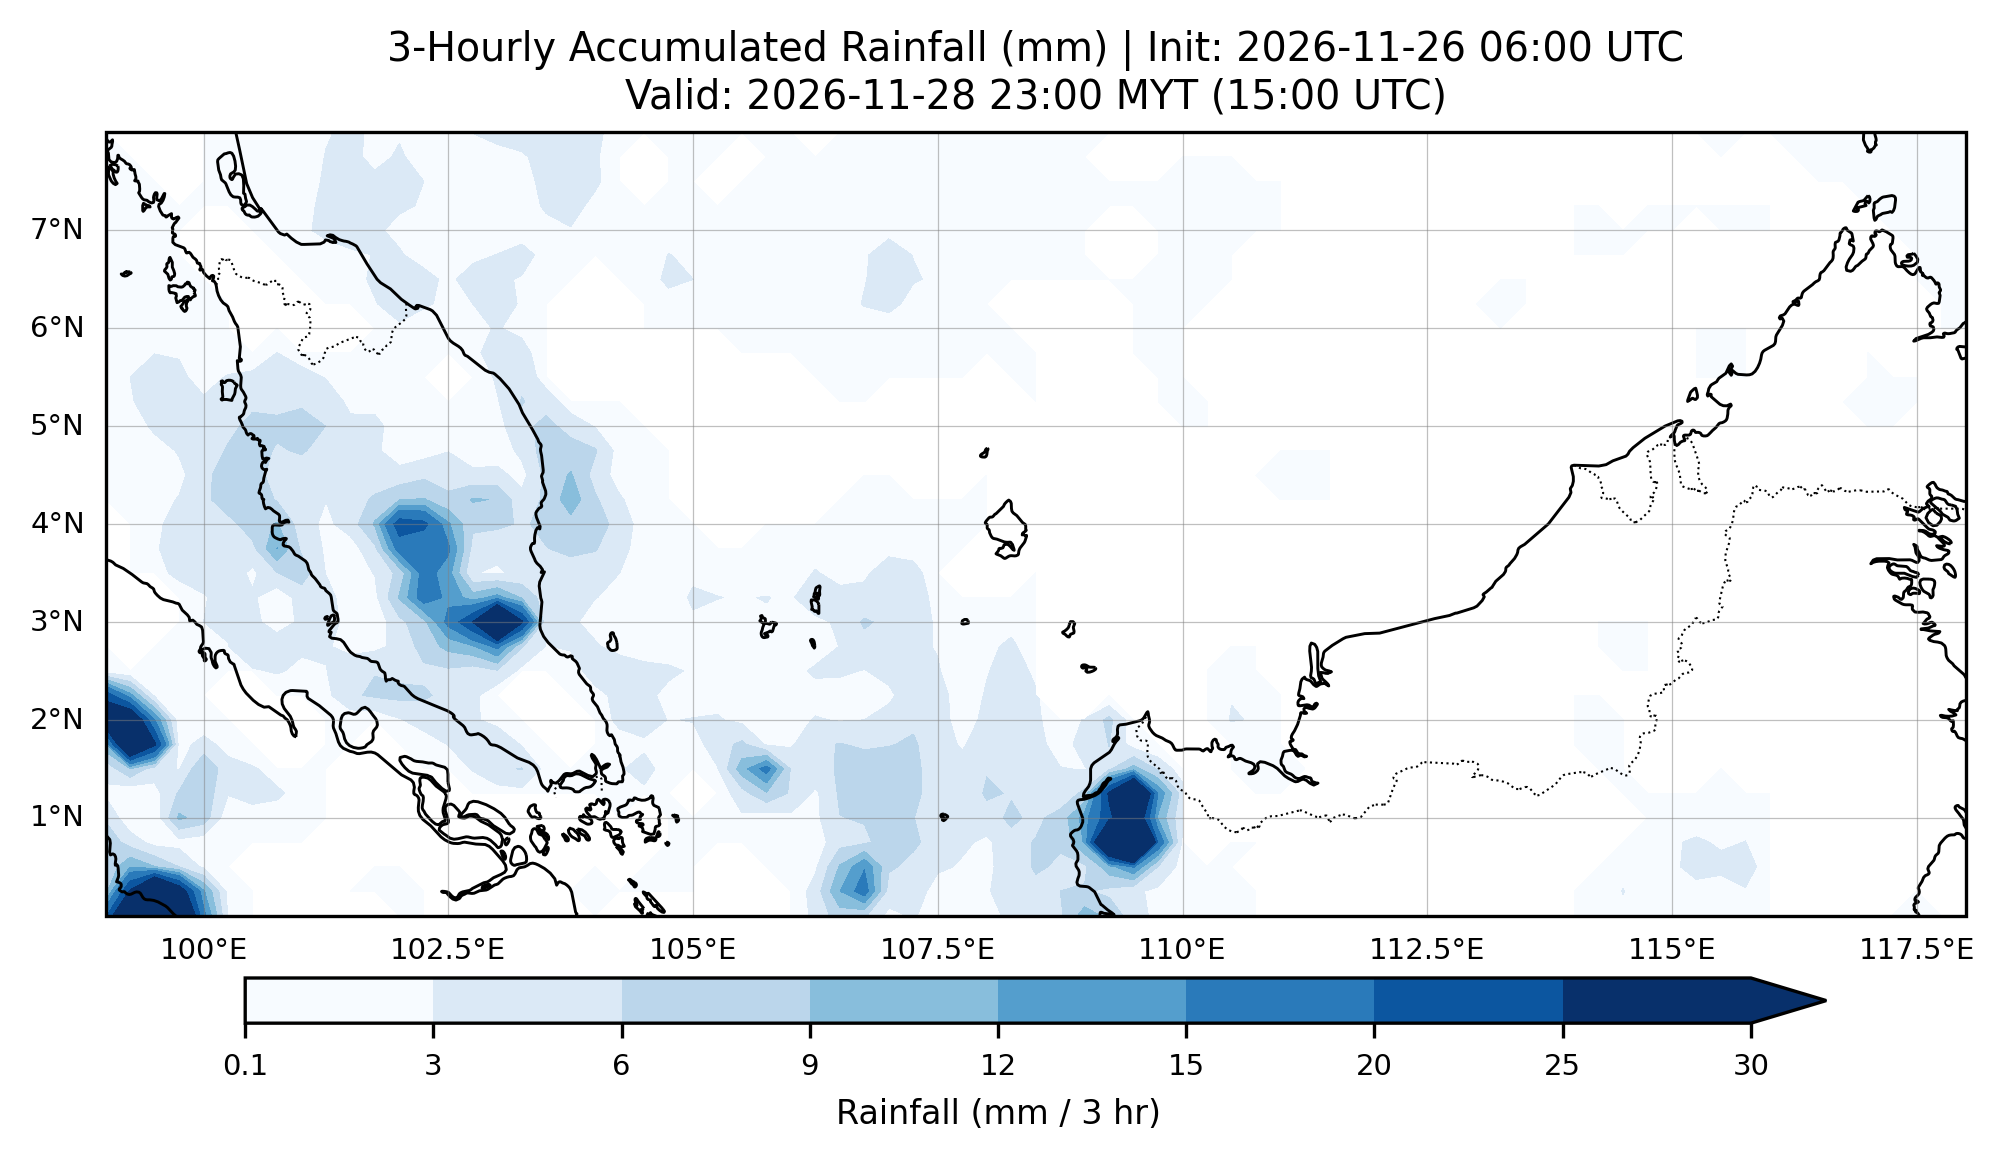 3-Hourly Accumulated Rainfall (mm) | Init: 2026-11-26 06:00 UTC
Valid: 2026-11-28 23:00 MYT (15:00 UTC)
7°N
6°N
5°N
4°N
3°N
2°N
1°N
100°E 102.5°E 105°E 107.5°E 110°E 112.5°E 115°E 117.5°E
0.1 3 6 9 12 15 20 25 30
Rainfall (mm / 3 hr)